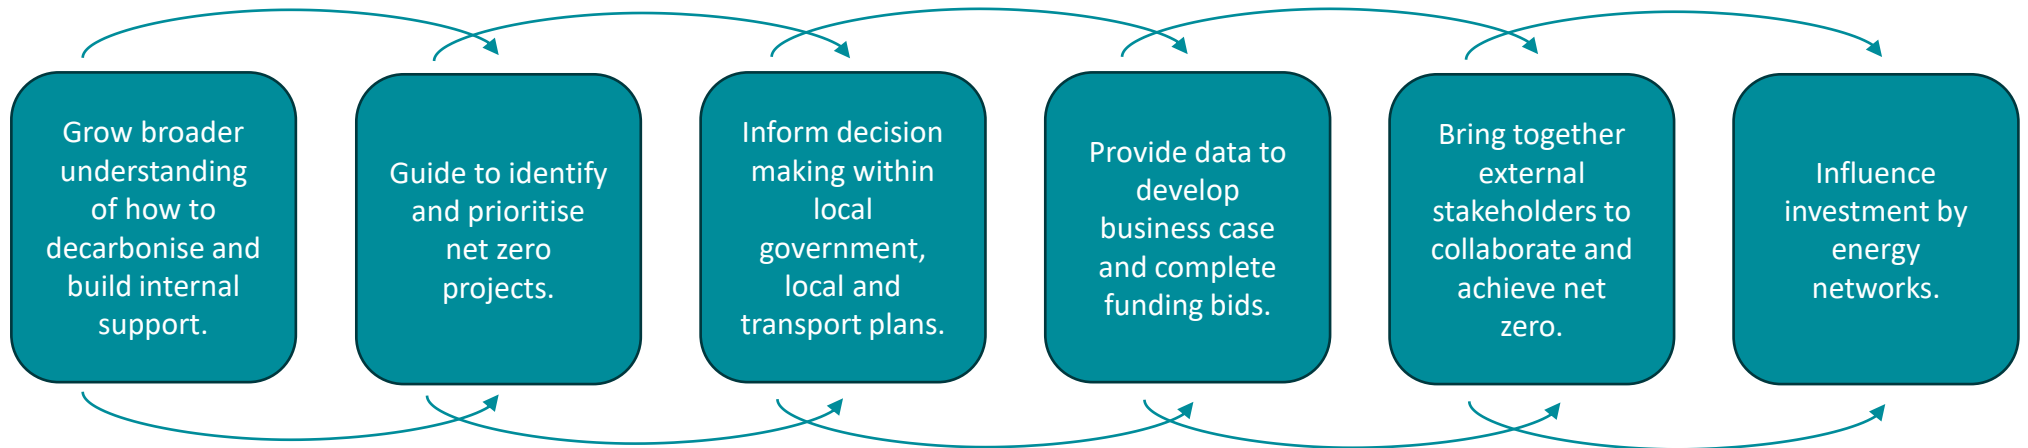 Grow broader
understanding
of how to
decarbonise and
build internal
support.
Guide to identify
and prioritise
net zero
projects.
Inform decision
making within
local
government,
local and
transport plans.
Provide data to
develop
business case
and complete
funding bids.
Bring together
external
stakeholders to
collaborate and
achieve net
zero.
Influence
investment by
energy
networks.